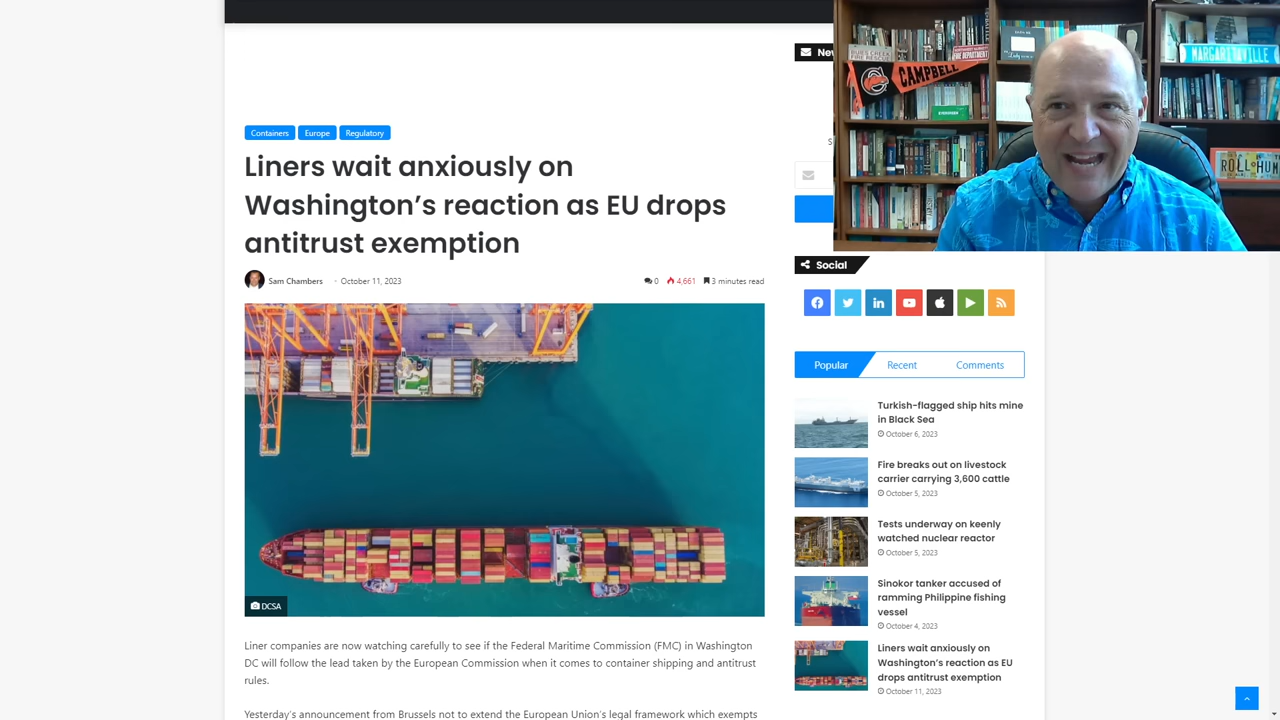 Containers
Europe
Regulatory
Liners wait anxiously on
Washington's reaction as EU drops
antitrust exemption
Sam Chambers
October 11, 2023
0
4,661
3 minutes read
DCSA
Liner companies are now watching carefully to see if the Federal Maritime Commission (FMC) in Washington
DC will follow the lead taken by the European Commission when it comes to container shipping and antitrust
rules.
Yesterday's announcement from Brussels not to extend the European Union's legal framework which exempts
Social
Popular
Recent
Comments
Turkish-flagged ship hits mine
in Black Sea
October 6, 2023
Fire breaks out on livestock
carrier carrying 3,600 cattle
October 5, 2023
Tests underway on keenly
watched nuclear reactor
October 5, 2023
Sinokor tanker accused of
ramming Philippine fishing
vessel
October 4, 2023
Liners wait anxiously on
Washington's reaction as EU
drops antitrust exemption
October 11, 2023
CAMPBELL
MARGARITAVILLE
ROLL HUM